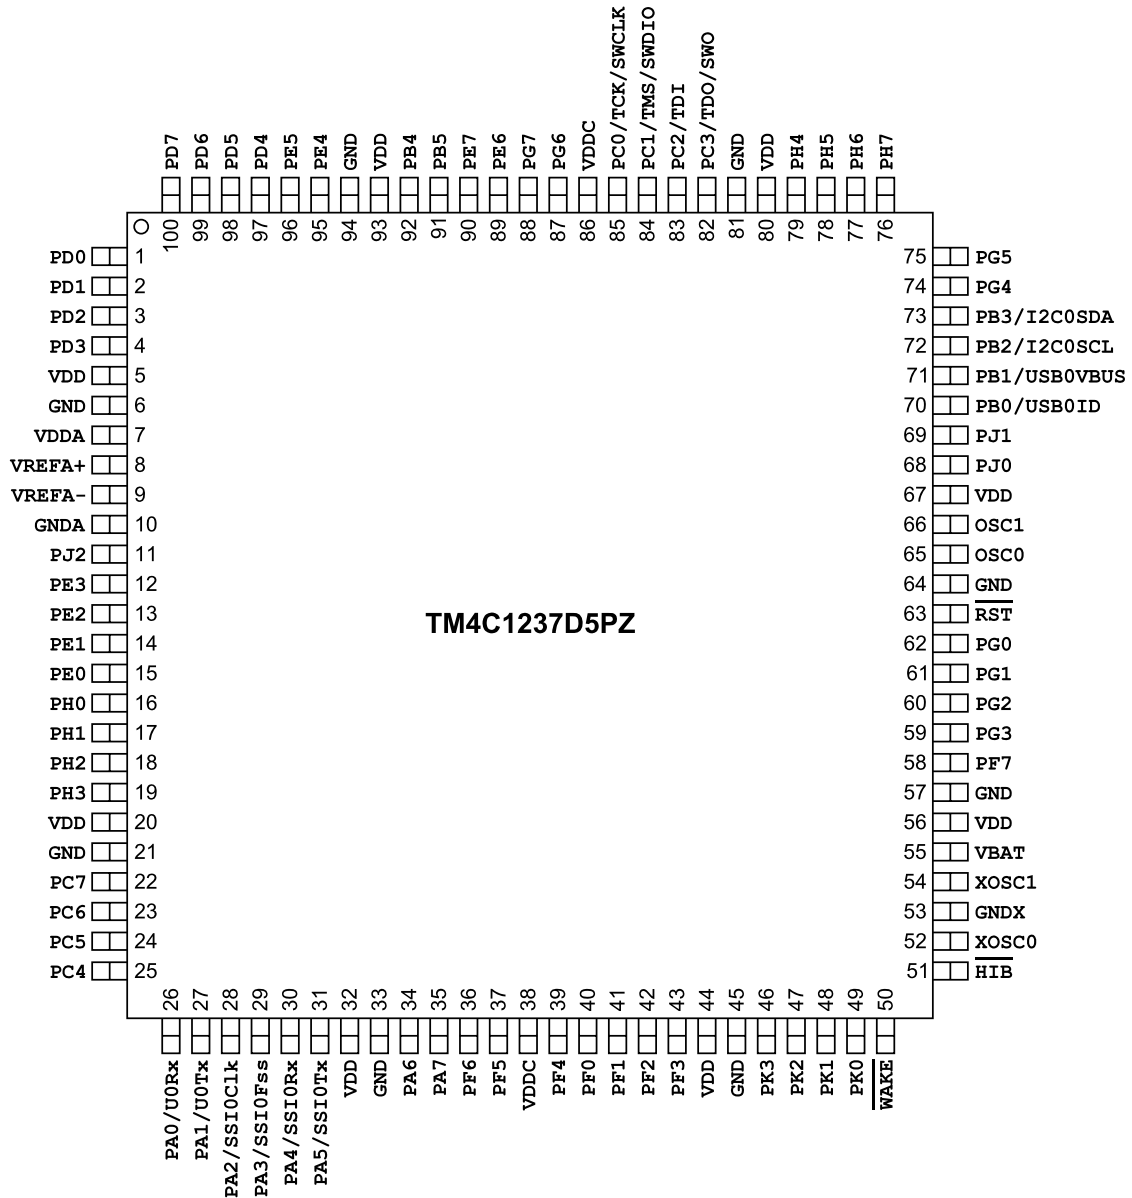 PC0/TCK/SWCLK
PC1/TMS/SWDIO
PC2/TDI
PC3/TDO/SWO
PD7 PD6 PD5 PD4 PE5 PE4 GND VDD PB4 PB5 PE7 PE6 PG7 PG6 VDDC GND VDD PH4 PH5 PH6 PH7
100 99 98 97 96 95 94 93 92 91 90 89 88 87 86 85 84 83 82 81 80 79 78 77 76
PD0 1 75 PG5
PD1 2 74 PG4
PD2 3 73 PB3/I2C0SDA
PD3 4 72 PB2/I2C0SCL
VDD 5 71 PB1/USB0VBUS
GND 6 70 PB0/USB0ID
VDDA 7 69 PJ1
VREFA+ 8 68 PJ0
VREFA- 9 67 VDD
GNDA 10 66 OSC1
PJ2 11 65 OSC0
PE3 12 64 GND
PE2 13 63 RST
TM4C1237D5PZ
PE1 14 62 PG0
PE0 15 61 PG1
PH0 16 60 PG2
PH1 17 59 PG3
PH2 18 58 PF7
PH3 19 57 GND
VDD 20 56 VDD
GND 21 55 VBAT
PC7 22 54 XOSC1
PC6 23 53 GNDX
PC5 24 52 XOSC0
PC4 25 51 HIB
26 27 28 29 30 31 32 33 34 35 36 37 38 39 40 41 42 43 44 45 46 47 48 49 50
PA0/U0Rx PA1/U0Tx PA2/SSI0Clk PA3/SSI0Fss PA4/SSI0Rx PA5/SSI0Tx VDD GND PA6 PA7 PF6 PF5 VDDC PF4 PF0 PF1 PF2 PF3 VDD GND PK3 PK2 PK1 PK0 WAKE